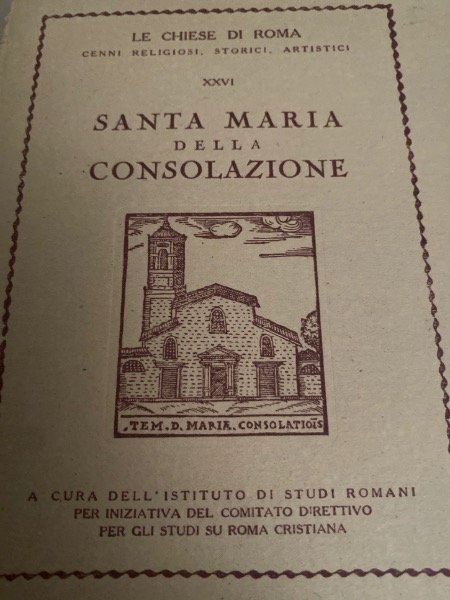 LE CHIESE DI ROMA
CENNI RELIGIOSI, STORICI, ARTISTICI
XXVI
SANTA MARIA
DELLA
CONSOLAZIONE
.TEM. D. MARIÆ. CONSOLATIOIS
A CURA DELL'ISTITUTO DI STUDI ROMANI
PER INIZIATIVA DEL COMITATO DIRETTIVO
PER GLI STUDI SU ROMA CRISTIANA